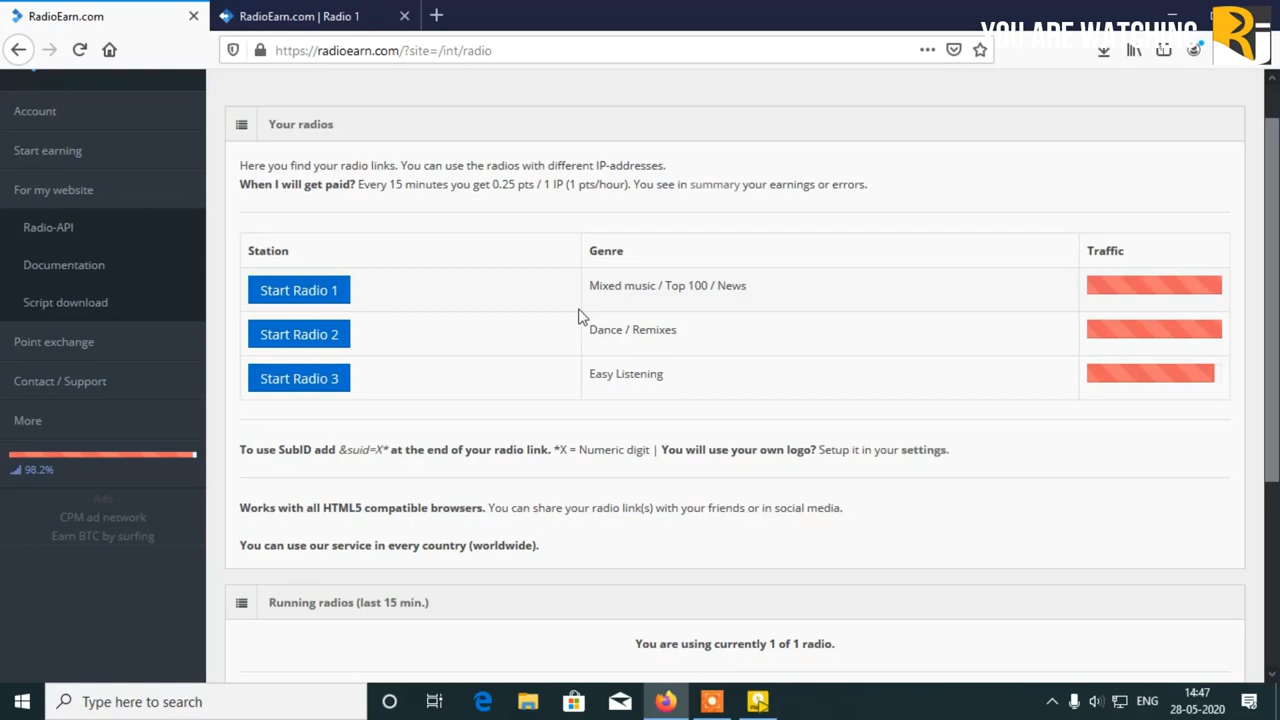 RadioEarn.com
RadioEarn.com | Radio 1
YOU ARE WATCHING
https://radioearn.com/?site=/int/radio
Account
Start earning
For my website
Radio-API
Documentation
Script download
Point exchange
Contact / Support
More
98.2%
Ads
CPM ad network
Earn BTC by surfing
Your radios
Here you find your radio links. You can use the radios with different IP-addresses.
When I will get paid? Every 15 minutes you get 0.25 pts / 1 IP (1 pts/hour). You see in summary your earnings or errors.
Station Genre Traffic
Start Radio 1 Mixed music / Top 100 / News
Start Radio 2 Dance / Remixes
Start Radio 3 Easy Listening
To use SubID add &suid=X* at the end of your radio link. *X = Numeric digit | You will use your own logo? Setup it in your settings.
Works with all HTML5 compatible browsers. You can share your radio link(s) with your friends or in social media.
You can use our service in every country (worldwide).
Running radios (last 15 min.)
You are using currently 1 of 1 radio.
Type here to search
ENG
14:47
28-05-2020